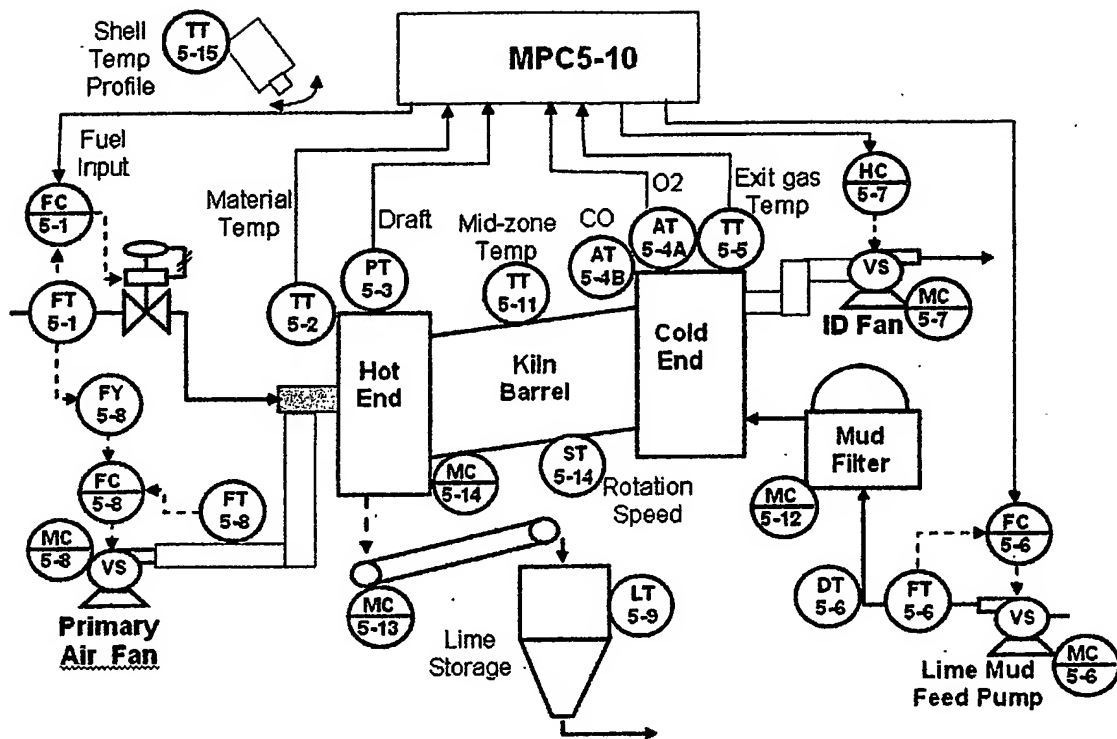 Shell
Temp
Profile
TT
5-15
MPC5-10
Fuel
Input
FC
5-1
FT
5-1
Material
Temp
TT
5-2
Draft
PT
5-3
Mid-zone
Temp
TT
5-11
CO
AT
5-4B
O2
AT
5-4A
Exit gas
Temp
TT
5-5
HC
5-7
VS
MC
5-7
ID Fan
Hot
End
Kiln
Barrel
Cold
End
FY
5-8
FC
5-8
FT
5-8
MC
5-8
VS
Primary
Air Fan
MC
5-14
ST
5-14
Rotation
Speed
MC
5-13
Lime
Storage
LT
5-9
Mud
Filter
MC
5-12
FC
5-6
DT
5-6
FT
5-6
VS
MC
5-6
Lime Mud
Feed Pump